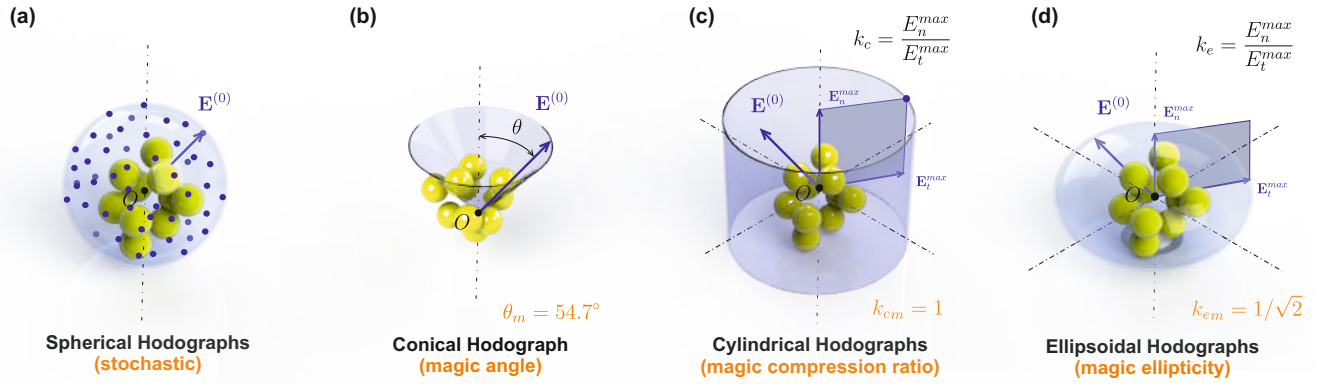 (a)
E^(0)
O
Spherical Hodographs
(stochastic)
(b)
E^(0)
θ
O
θ_m = 54.7°
Conical Hodograph
(magic angle)
(c)
k_c = E_n^max / E_t^max
E^(0)
E_n^max
E_t^max
O
k_cm = 1
Cylindrical Hodographs
(magic compression ratio)
(d)
k_e = E_n^max / E_t^max
E^(0)
E_n^max
E_t^max
O
k_em = 1/√2
Ellipsoidal Hodographs
(magic ellipticity)